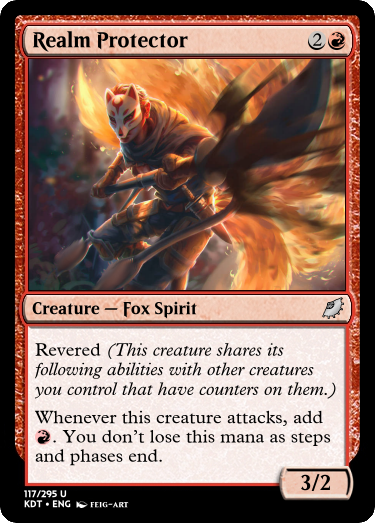 Realm Protector 2
Creature — Fox Spirit
Revered (This creature shares its
following abilities with other creatures
you control that have counters on them.)
Whenever this creature attacks, add
. You don't lose this mana as steps
and phases end.
3/2
117/295 U
KDT • ENG FEIG-ART